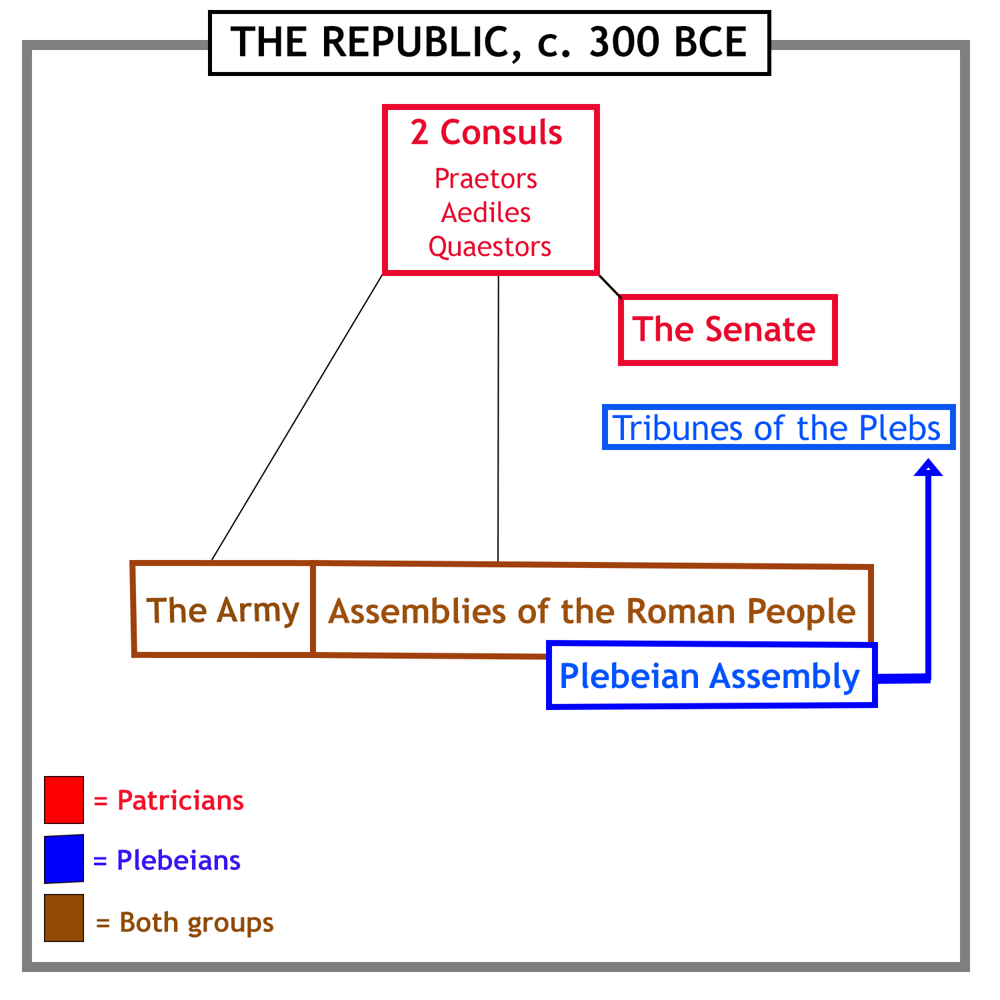 THE REPUBLIC, c. 300 BCE
2 Consuls
Praetors
Aediles
Quaestors
The Senate
Tribunes of the Plebs
The Army
Assemblies of the Roman People
Plebeian Assembly
= Patricians
= Plebeians
= Both groups